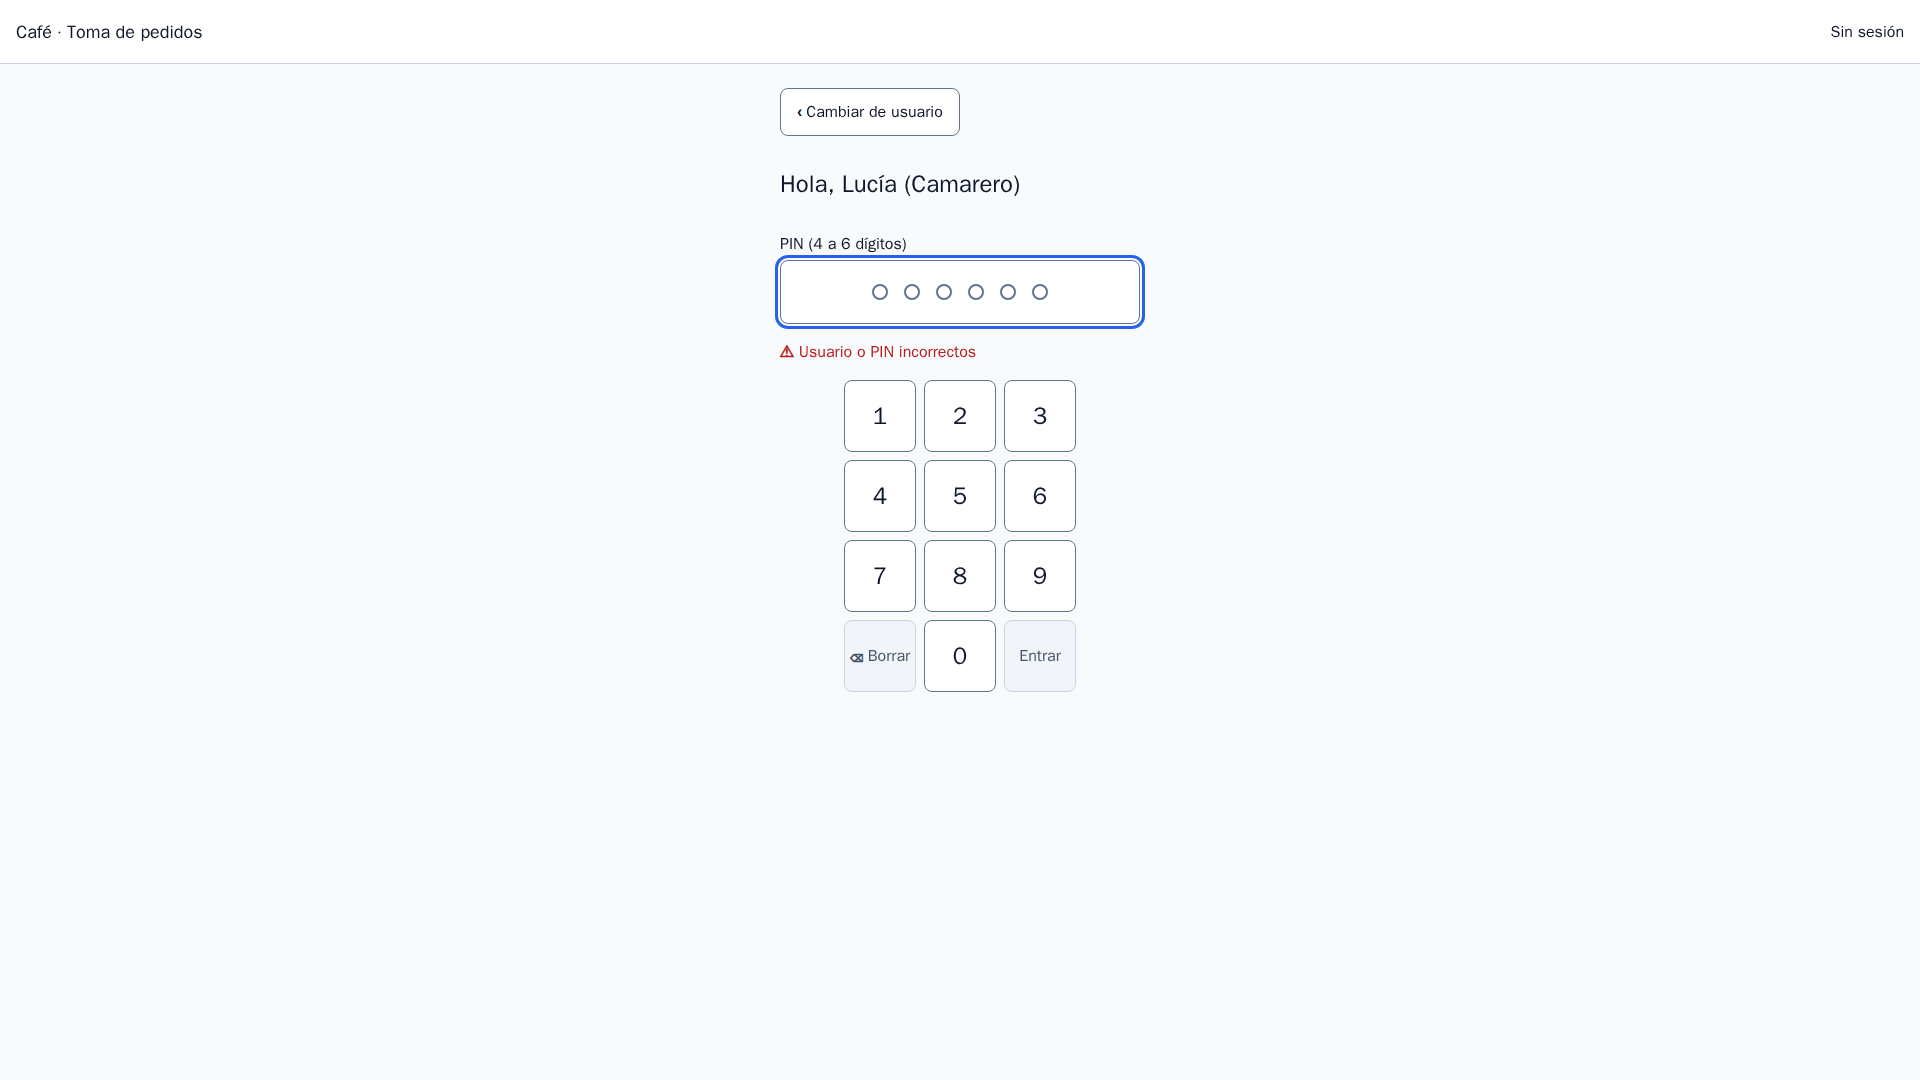 Café · Toma de pedidos
Sin sesión
‹ Cambiar de usuario
Hola, Lucía (Camarero)
PIN (4 a 6 dígitos)
⚠ Usuario o PIN incorrectos
1 2 3
4 5 6
7 8 9
⌫ Borrar 0 Entrar